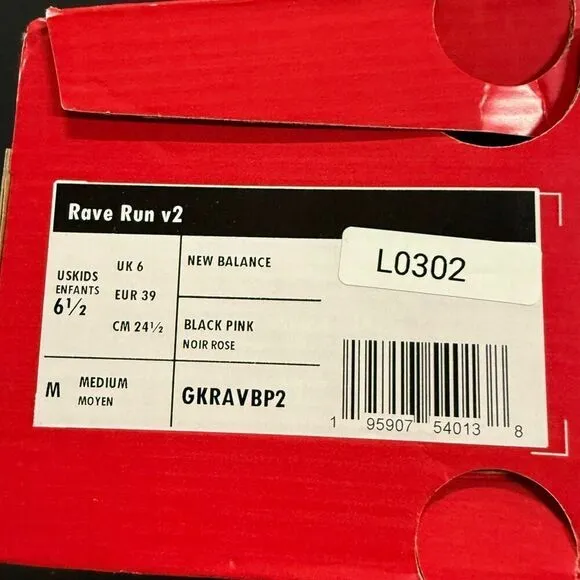 Rave Run v2
L0302
USKIDS
ENFANTS
6½
UK 6
EUR 39
CM 24½
NEW BALANCE
BLACK PINK
NOIR ROSE
M
MEDIUM
MOYEN
GKRAVBP2
1 95907 54013 8